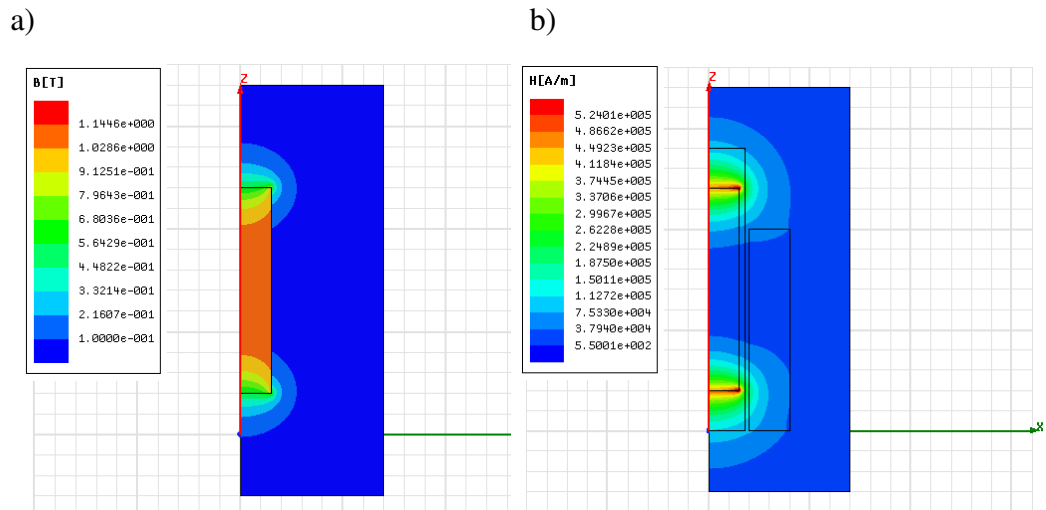 a)
b)
B[T]
1.1446e+000
1.0286e+000
9.1251e-001
7.9643e-001
6.8036e-001
5.6429e-001
4.4822e-001
3.3214e-001
2.1607e-001
1.0000e-001
Z
H[A/m]
5.2401e+005
4.8662e+005
4.4923e+005
4.1184e+005
3.7445e+005
3.3706e+005
2.9967e+005
2.6228e+005
2.2489e+005
1.8750e+005
1.5011e+005
1.1272e+005
7.5330e+004
3.7940e+004
5.5001e+002
Z
X